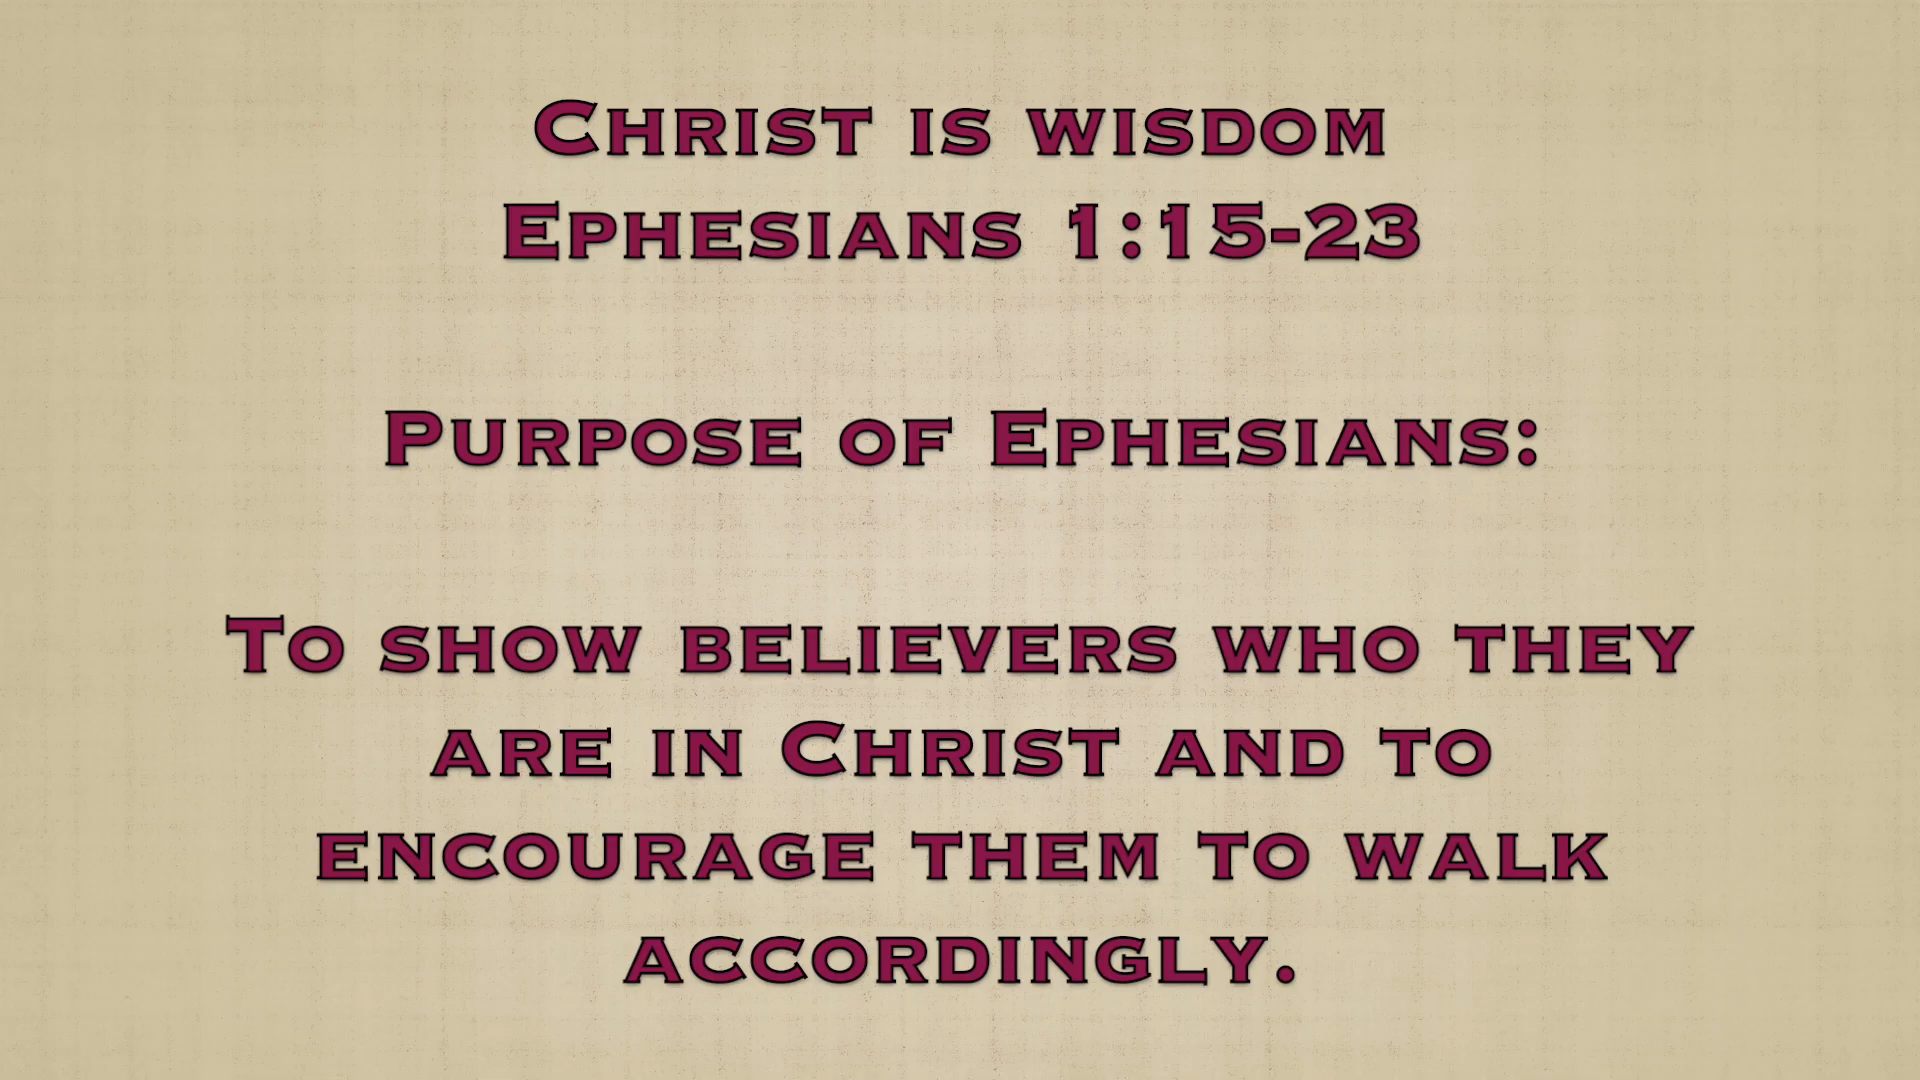 Christ is wisdom
Ephesians 1:15-23
Purpose of Ephesians:
To show believers who they
are in Christ and to
encourage them to walk
accordingly.